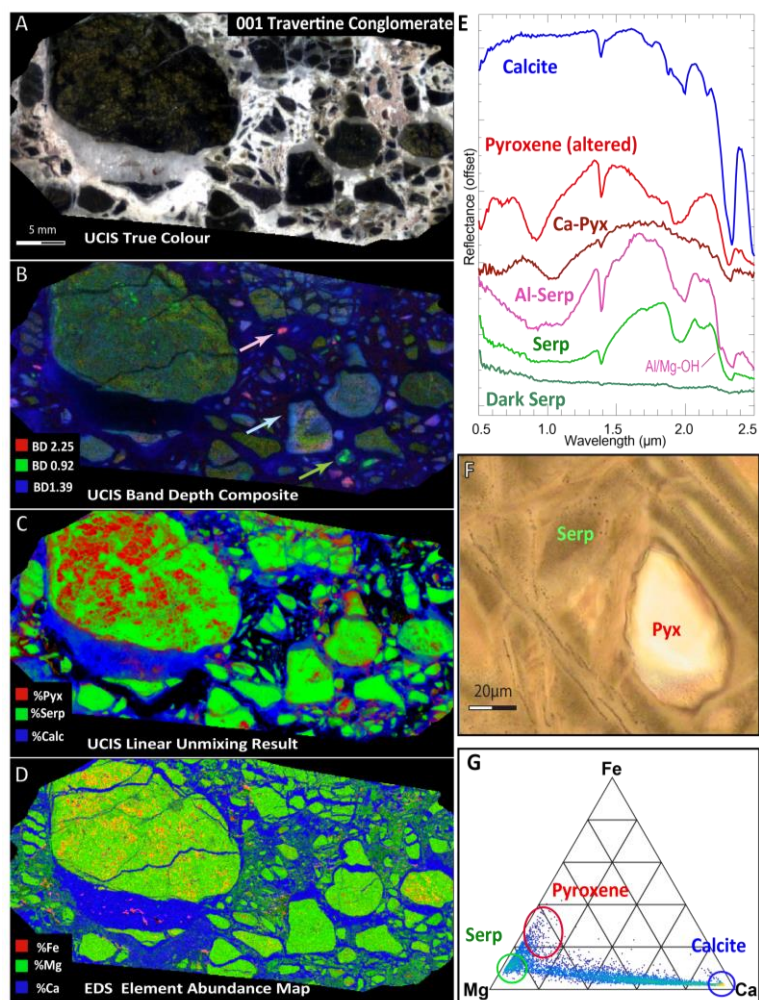 A
001 Travertine Conglomerate
5 mm
UCIS True Colour
B
BD 2.25
BD 0.92
BD1.39
UCIS Band Depth Composite
C
%Pyx
%Serp
%Calc
UCIS Linear Unmixing Result
D
%Fe
%Mg
%Ca
EDS Element Abundance Map
E
Calcite
Pyroxene (altered)
Ca-Pyx
Al-Serp
Serp
Al/Mg-OH
Dark Serp
Reflectance (offset)
0.5 1.0 1.5 2.0 2.5
Wavelength (µm)
F
Serp
Pyx
20µm
G
Fe
Pyroxene
Serp
Calcite
Mg
Ca